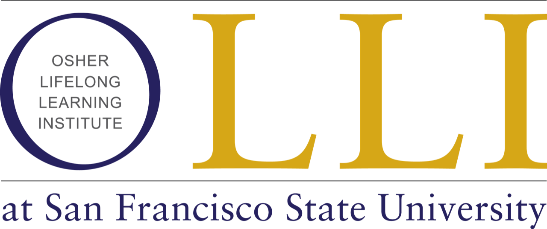 OLLI
OSHER
LIFELONG
LEARNING
INSTITUTE
at San Francisco State University